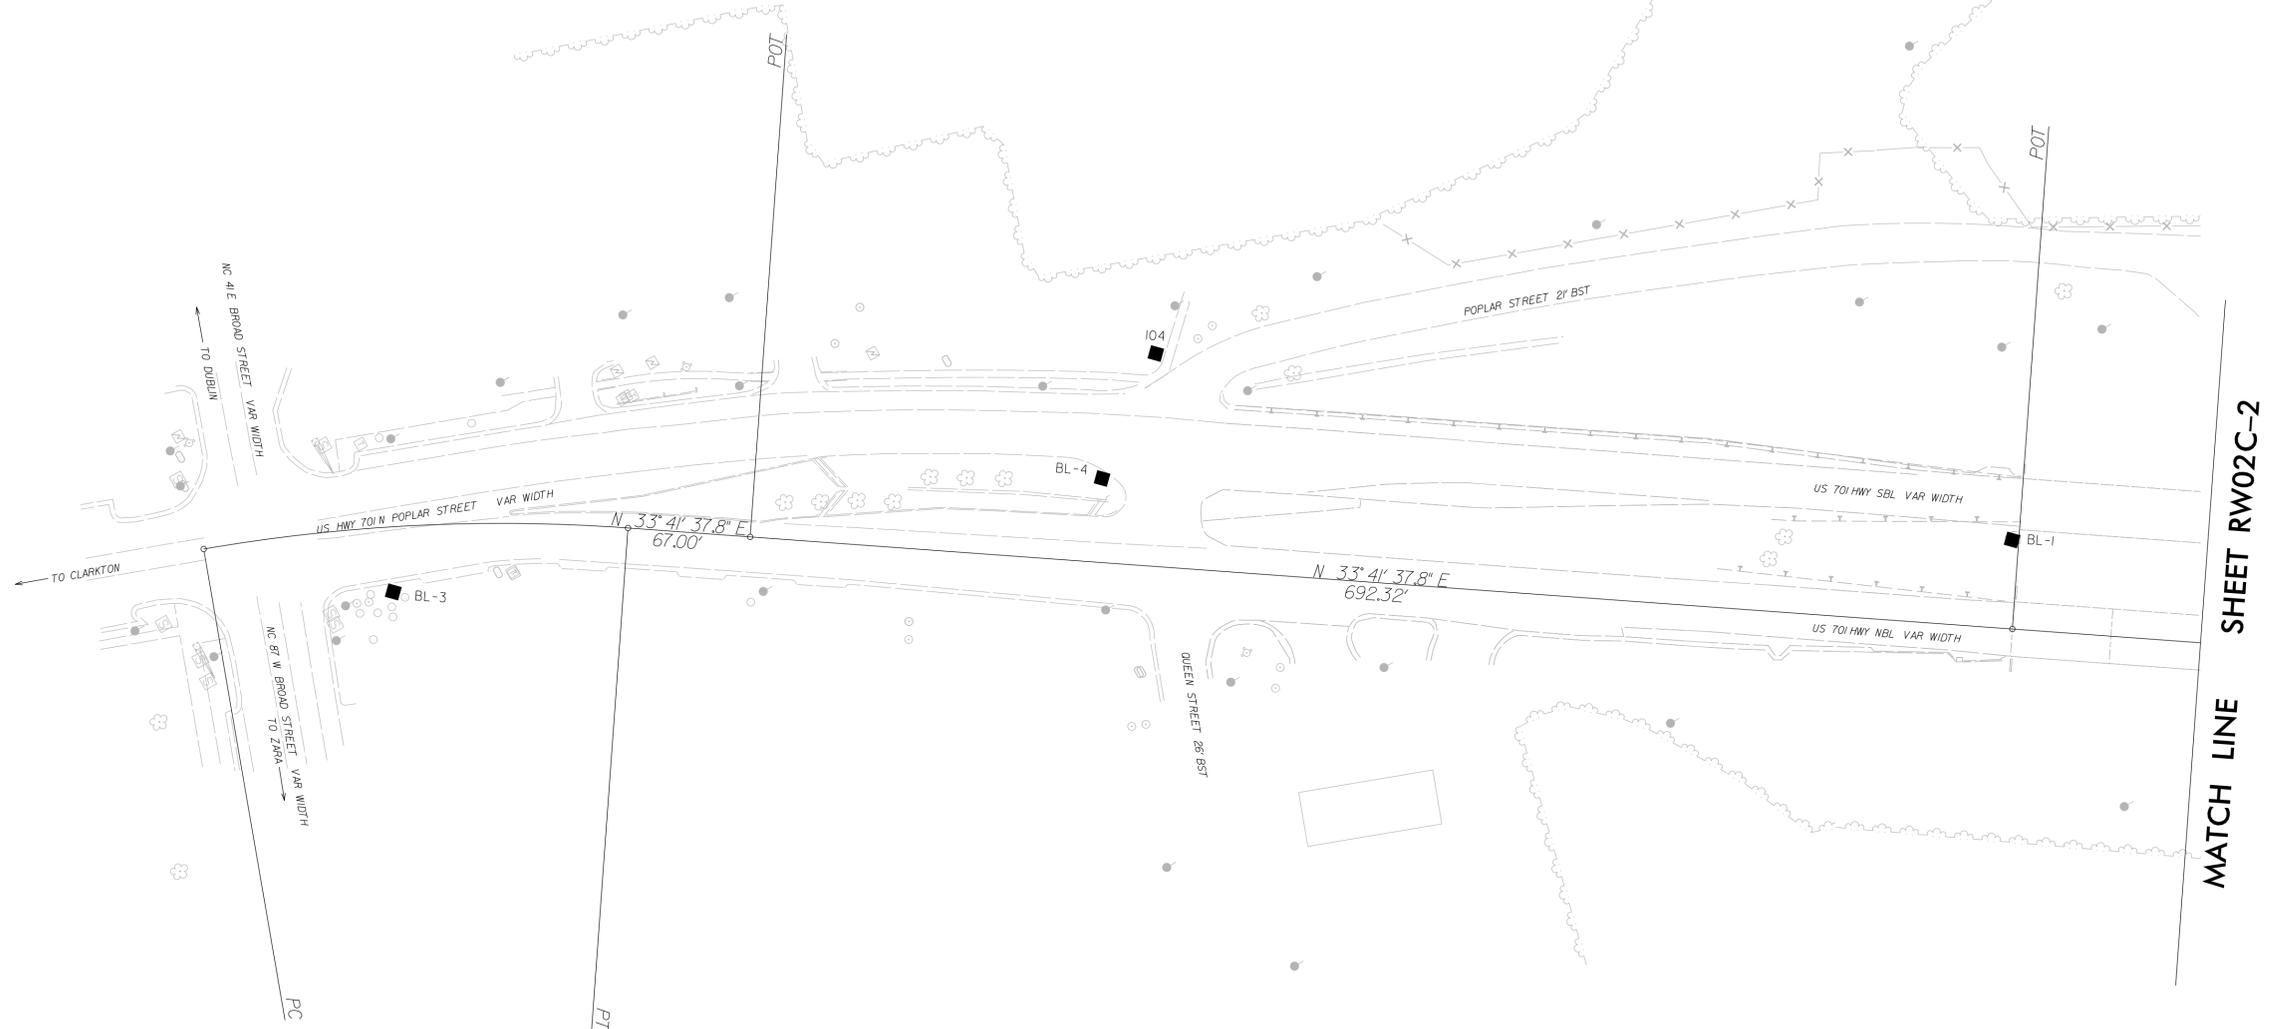 POT
POT
NC 41 E BROAD STREET VAR WIDTH
TO DUBLIN
POPLAR STREET 21' BST
104
BL-4
US 701 HWY SBL VAR WIDTH
US HWY 701 N POPLAR STREET VAR WIDTH
N 33° 41' 37.8" E
67.00'
BL-1
TO CLARKTON
BL-3
N 33° 41' 37.8" E
692.32'
US 701 HWY NBL VAR WIDTH
NC 87 W BROAD STREET VAR WIDTH
TO ZARA
QUEEN STREET 26' BST
MATCH LINE SHEET RW02C-2
PC
PT